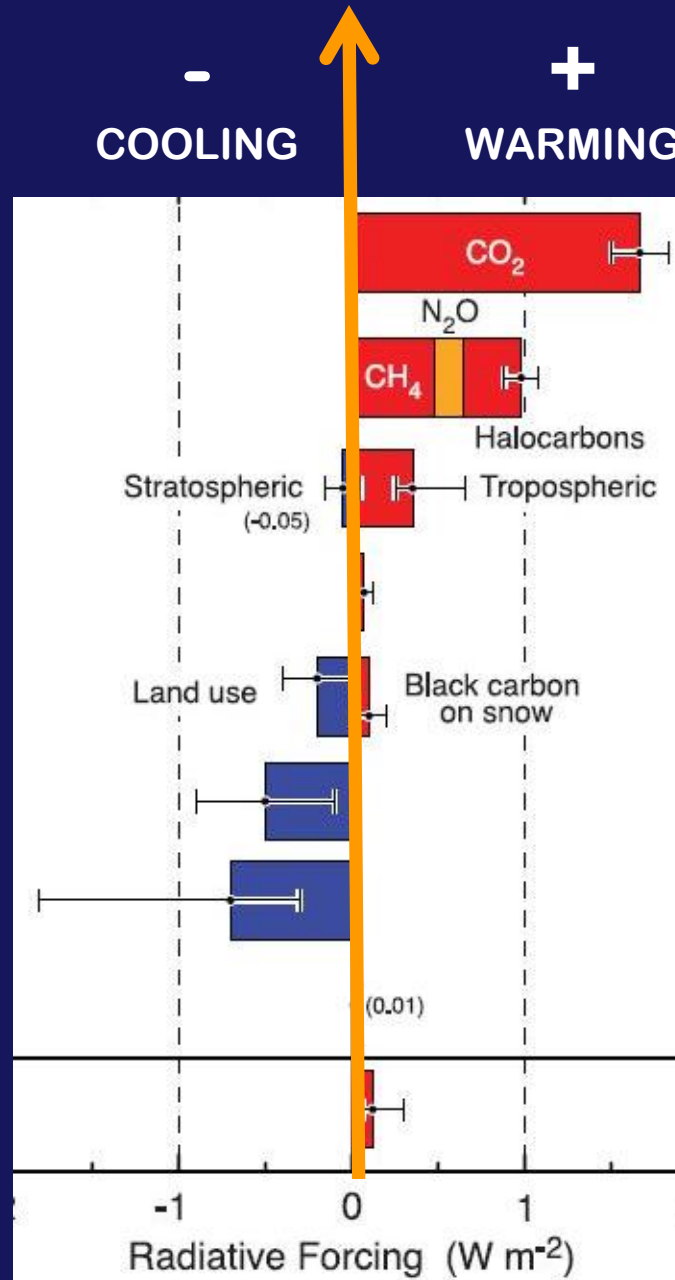 - +
COOLING WARMING
CO₂
N₂O
CH₄
Halocarbons
Stratospheric Tropospheric
(-0.05)
Land use Black carbon
on snow
(0.01)
-1 0 1
Radiative Forcing (W m⁻²)